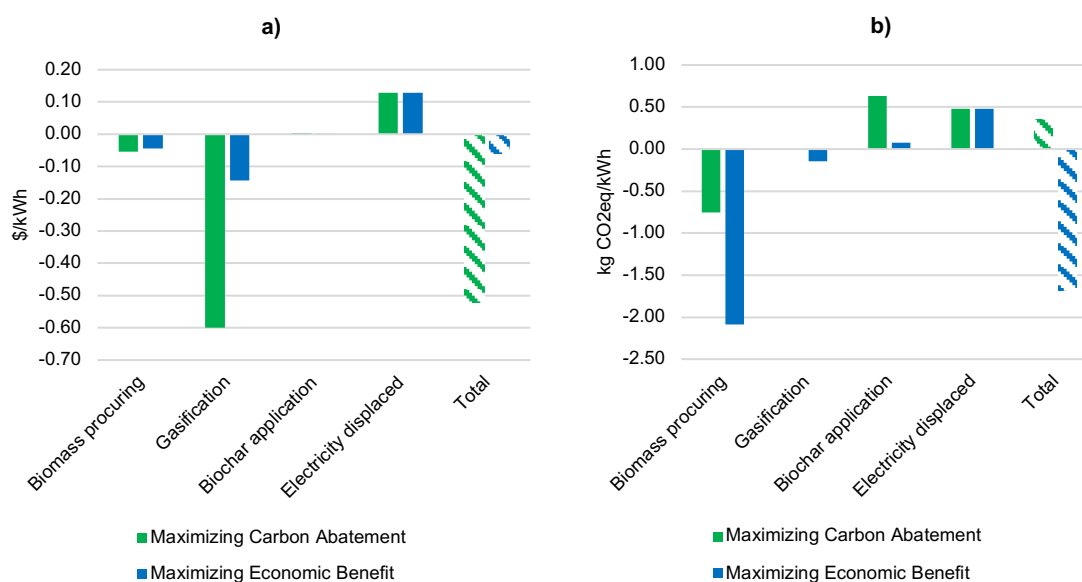 a)
$/kWh
0.20
0.10
0.00
-0.10
-0.20
-0.30
-0.40
-0.50
-0.60
-0.70
Biomass procuring
Gasification
Biochar application
Electricity displaced
Total
Maximizing Carbon Abatement
Maximizing Economic Benefit
b)
kg CO2eq/kWh
1.00
0.50
0.00
-0.50
-1.00
-1.50
-2.00
-2.50
Biomass procuring
Gasification
Biochar application
Electricity displaced
Total
Maximizing Carbon Abatement
Maximizing Economic Benefit